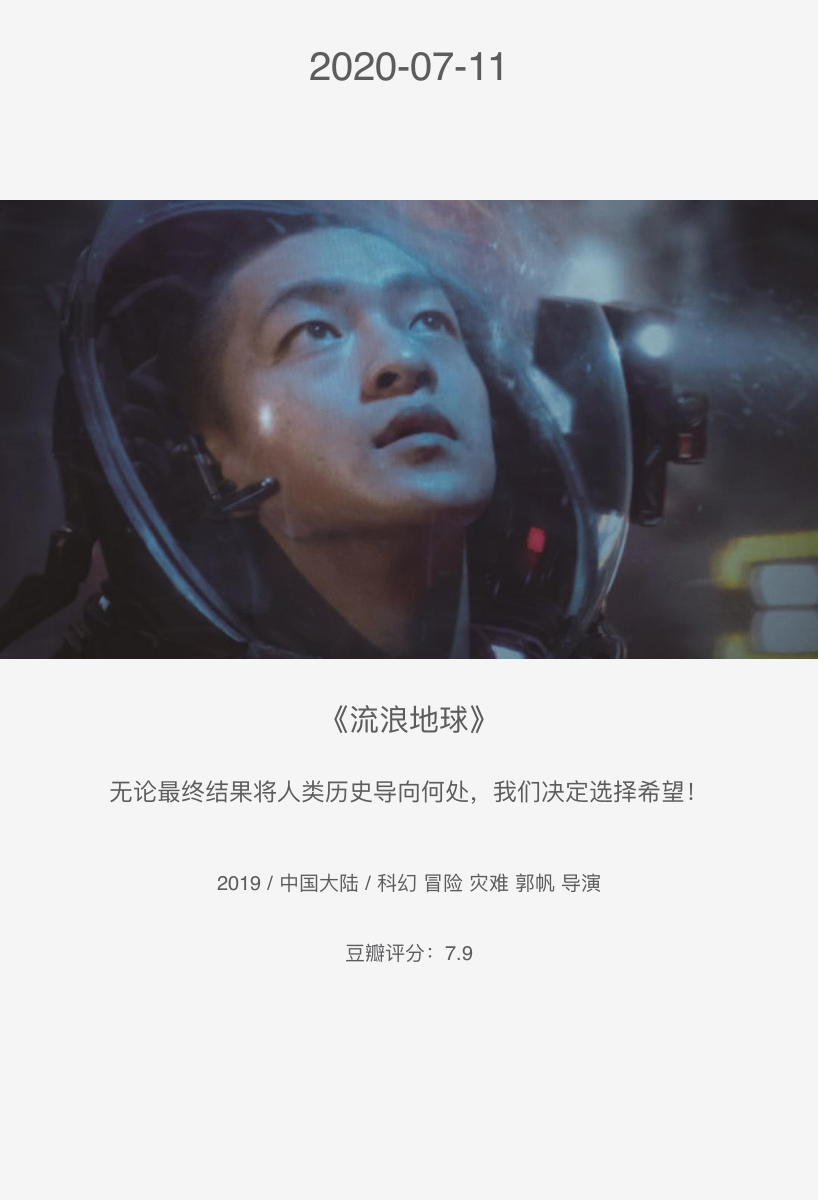 2020-07-11
《流浪地球》
无论最终结果将人类历史导向何处，我们决定选择希望！
2019 / 中国大陆 / 科幻 冒险 灾难 郭帆 导演
豆瓣评分：7.9